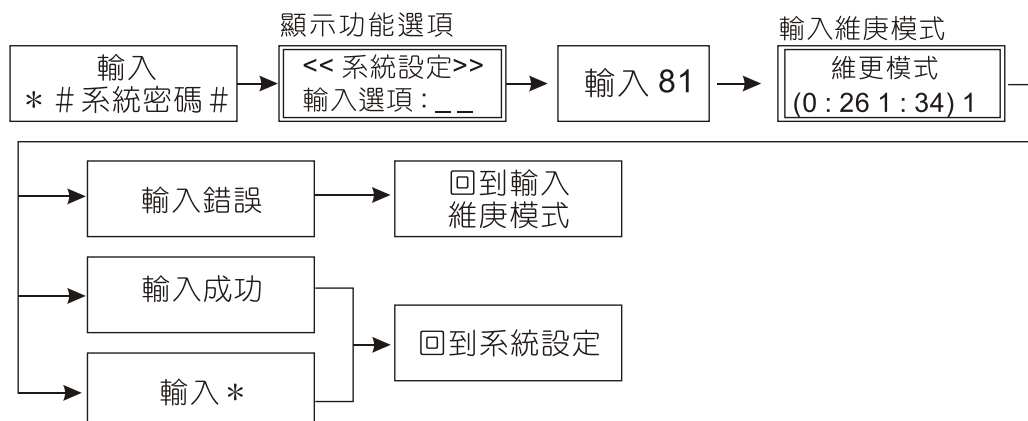 顯示功能選項
輸入維庚模式
輸入
＊＃系統密碼＃
<< 系統設定>>
輸入選項：_ _
輸入 81
維更模式
(0 : 26 1 : 34) 1
輸入錯誤
回到輸入
維庚模式
輸入成功
回到系統設定
輸入＊